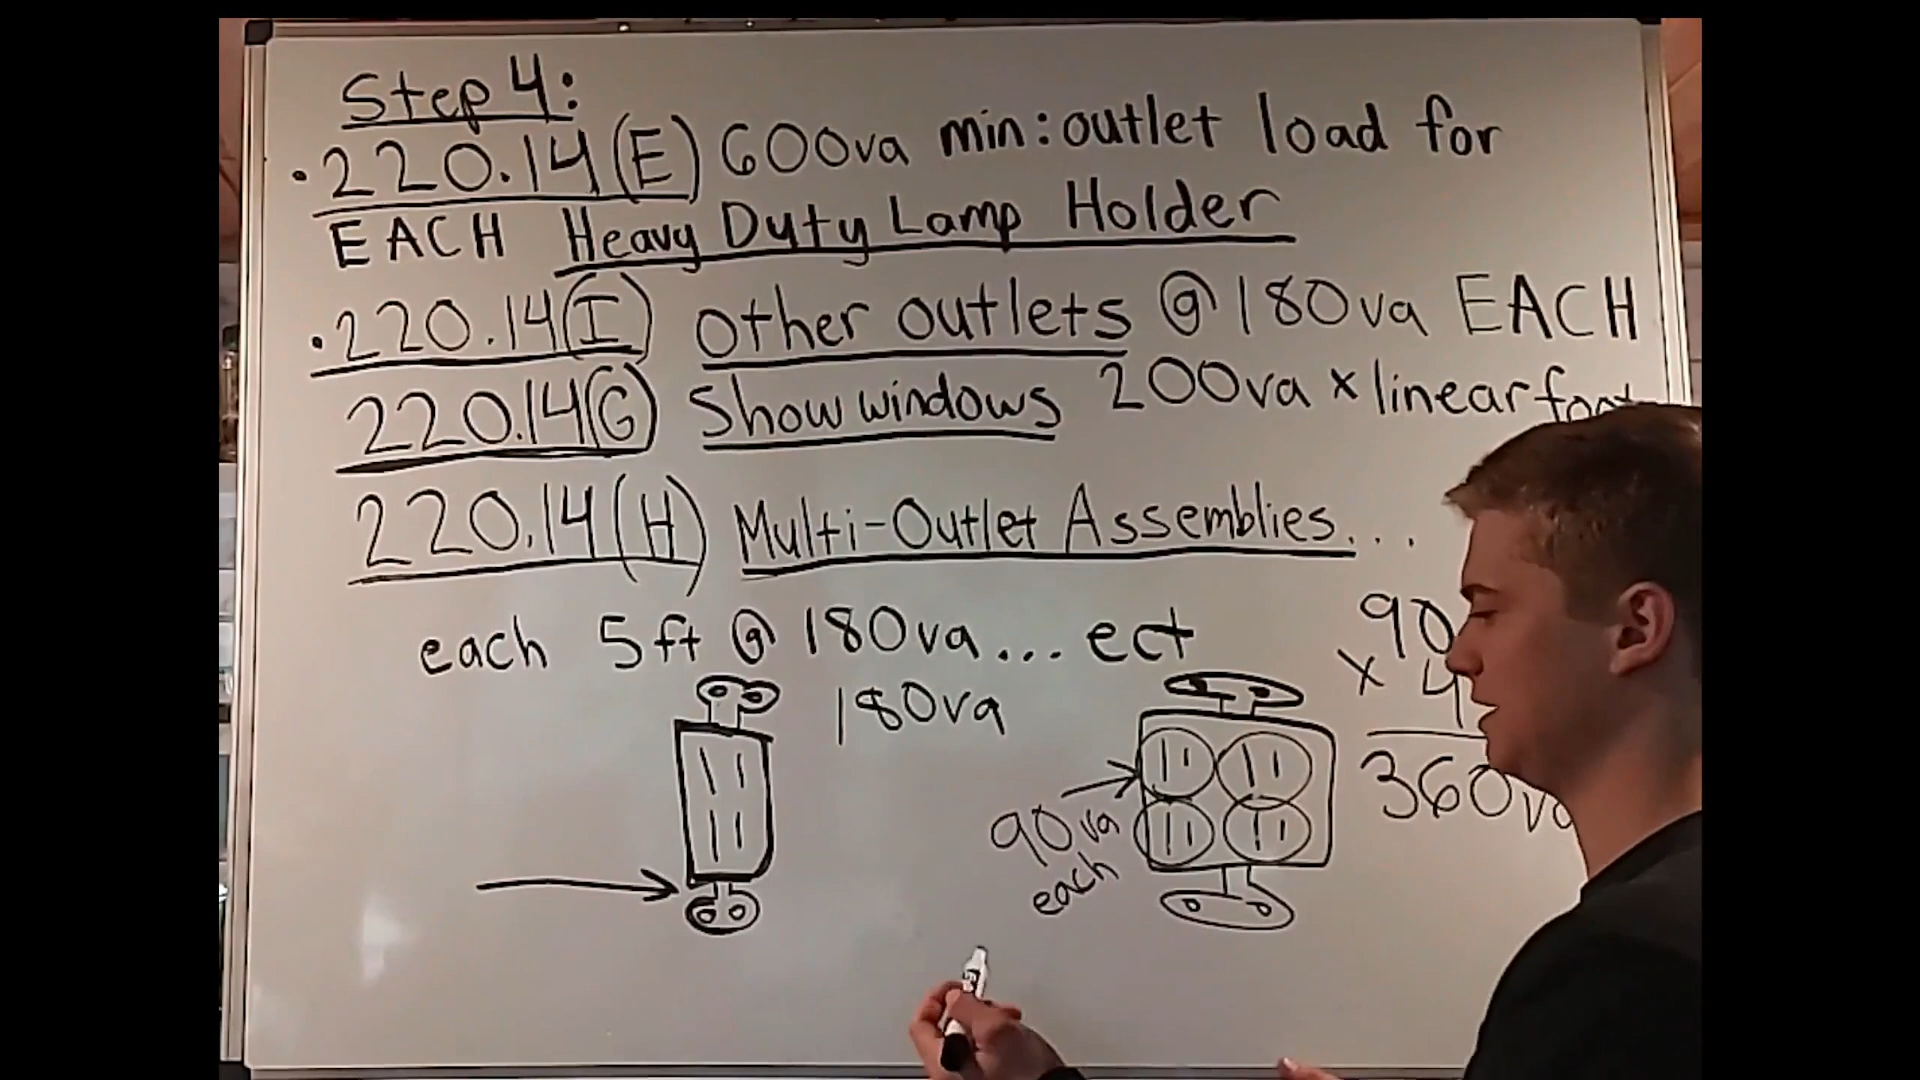 Step 4:
. 220.14(E) 600va min: outlet load for
EACH Heavy Duty Lamp Holder
. 220.14(I) other outlets @ 180va EACH
220.14(G) Show windows 200va x linear foot
220.14(H) Multi-Outlet Assemblies...
each 5ft @ 180va... ect
180va
90va
each
90
x 4
360va